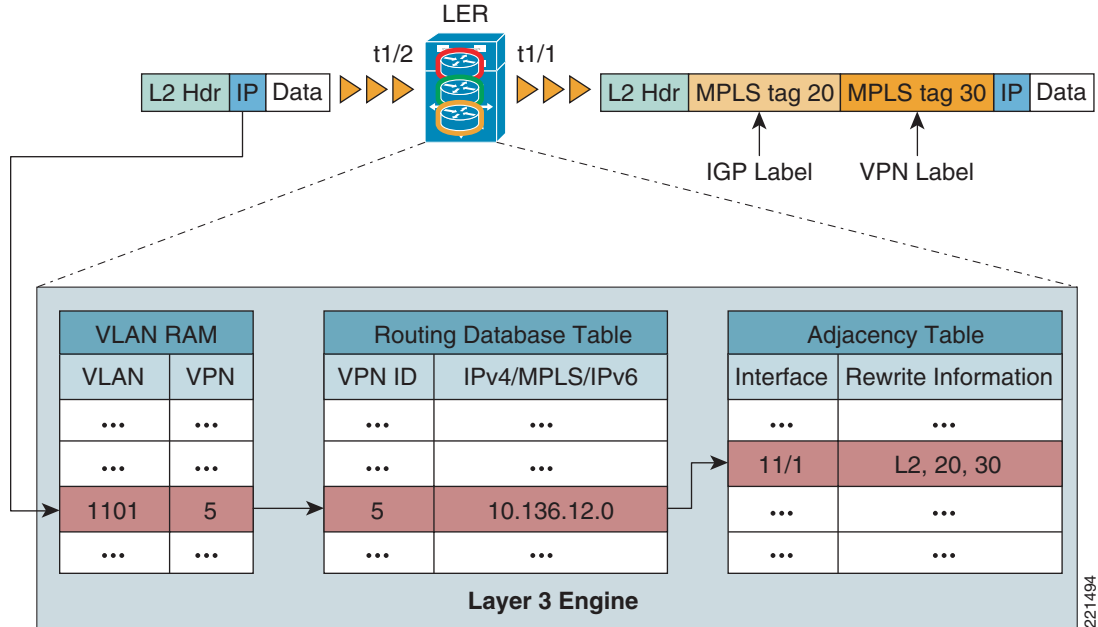 LER
t1/2
t1/1
L2 Hdr IP Data
L2 Hdr MPLS tag 20 MPLS tag 30 IP Data
IGP Label
VPN Label
VLAN RAM
VLAN VPN
... ...
... ...
1101 5
... ...
Routing Database Table
VPN ID IPv4/MPLS/IPv6
... ...
... ...
5 10.136.12.0
... ...
Adjacency Table
Interface Rewrite Information
... ...
11/1 L2, 20, 30
... ...
... ...
Layer 3 Engine
221494